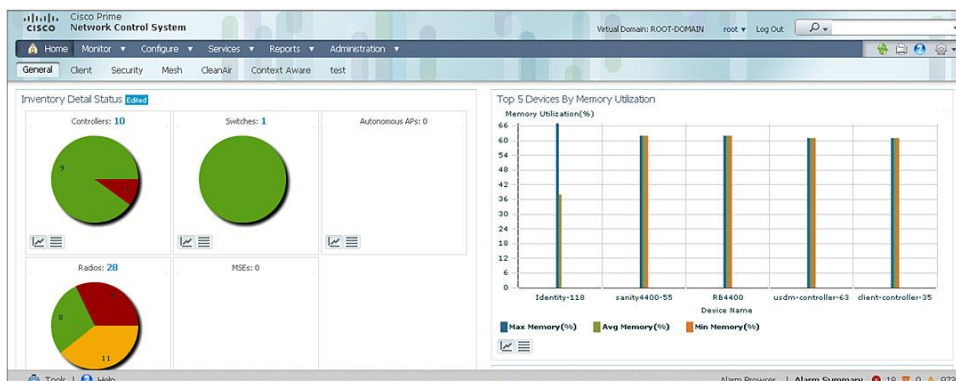 Cisco Prime
CISCO Network Control System
Virtual Domain: ROOT-DOMAIN root Log Out
Home Monitor Configure Services Reports Administration
General Client Security Mesh CleanAir Context Aware test
Inventory Detail Status Edited
Controllers: 10
Switches: 1
Autonomous APs: 0
9
Radios: 28
MSEs: 0
8
11
Top 5 Devices By Memory Utilization
Memory Utilization(%)
66
60
54
48
42
36
30
24
18
12
6
0
Identity-118 sanity4400-55 RB4400 usdm-controller-63 client-controller-35
Device Name
Max Memory(%) Avg Memory(%) Min Memory(%)
Tools | Help
Alarm Browser | Alarm Summary 18 0 973